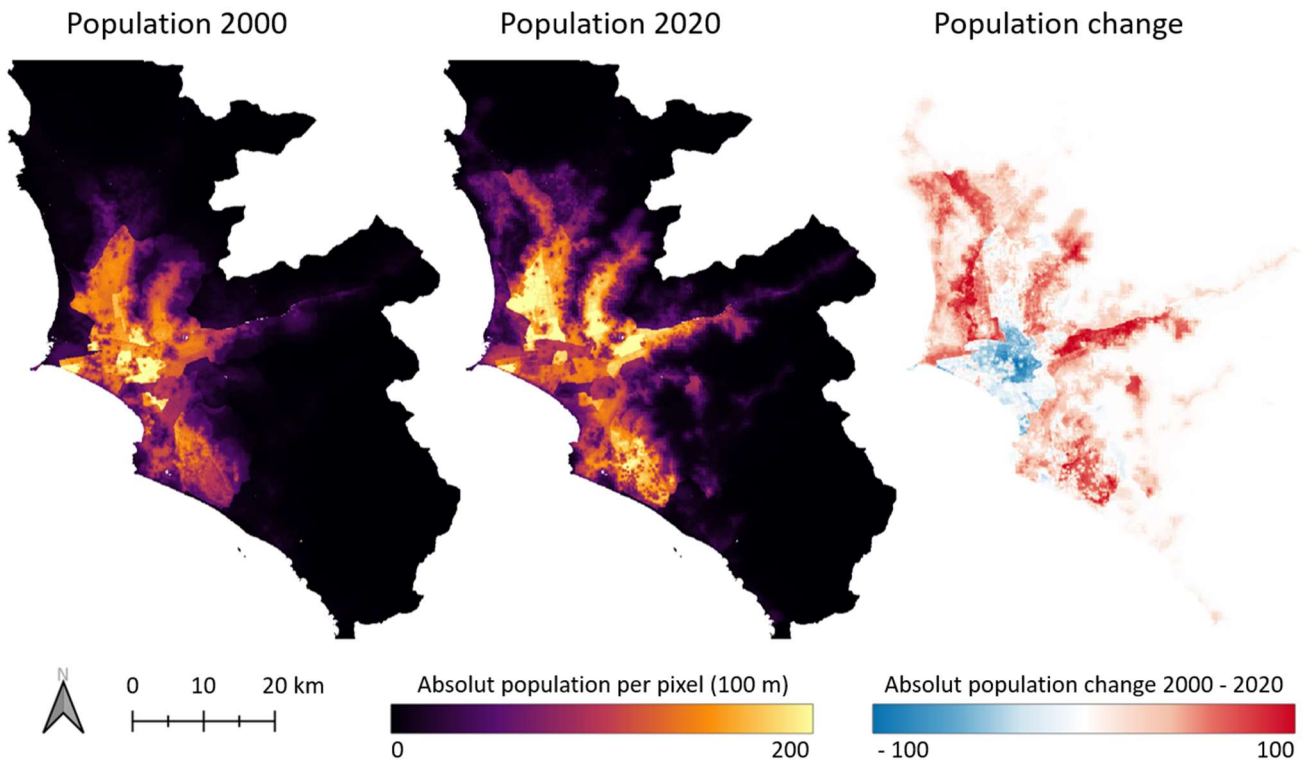 Population 2000
Population 2020
Population change
N
0 10 20 km
Absolut population per pixel (100 m)
0 200
Absolut population change 2000 - 2020
- 100 100